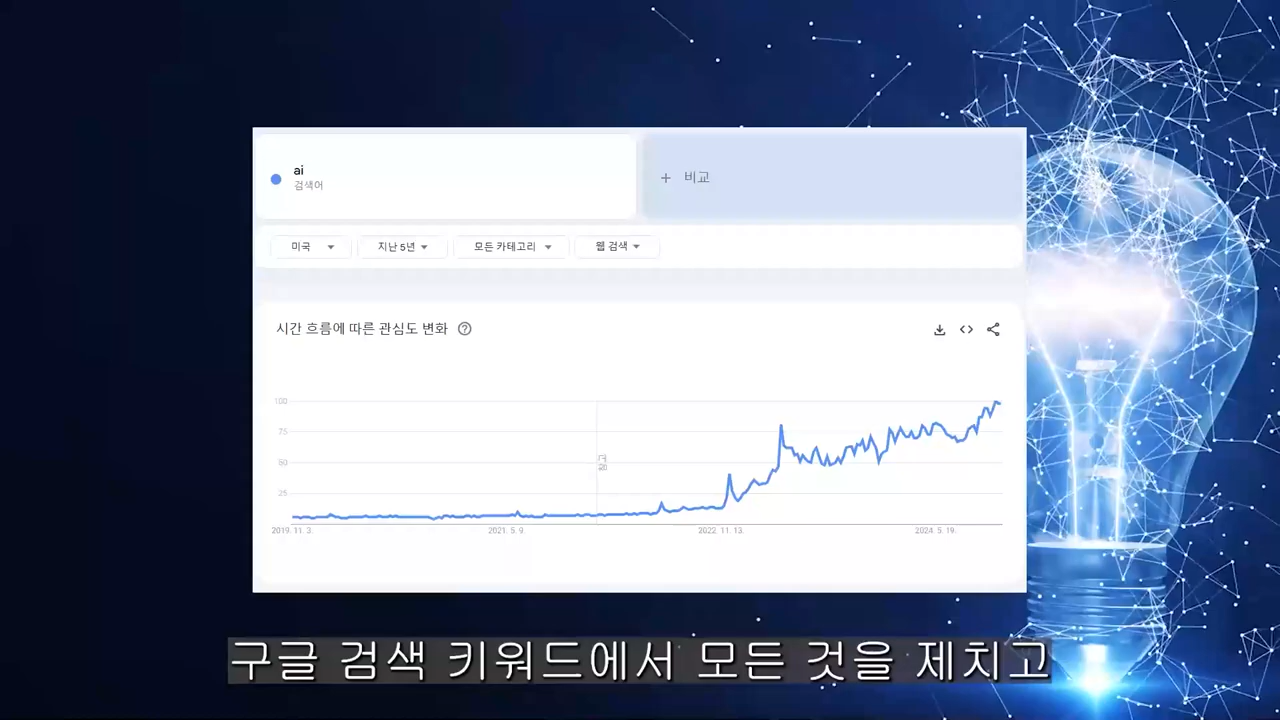 ai
검색어
+ 비교
미국
지난 5년
모든 카테고리
웹 검색
시간 흐름에 따른 관심도 변화
100
75
50
25
메모
2019. 11. 3.
2021. 5. 9.
2022. 11. 13.
2024. 5. 19.
구글 검색 키워드에서 모든 것을 제치고